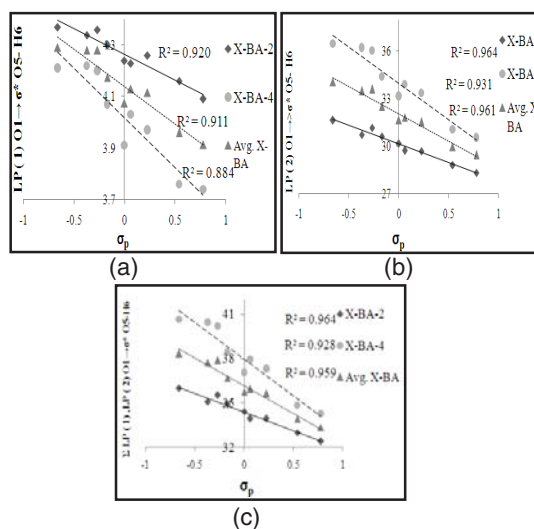 LP ( 1) O1→σ* O5- H6
4.3
4.1
3.9
3.7
-1
-0.5
0
0.5
1
σp
R² = 0.920
R² = 0.911
R² = 0.884
X-BA-2
X-BA-4
Avg. X-BA
(a)
LP (2) O1→>σ* O5- H6
36
33
30
27
-1
-0.5
0
0.5
1
σp
R² = 0.964
R² = 0.931
R² = 0.961
X-BA
X-BA
Avg X-BA
(b)
Σ LP (1),LP (2) O1→σ* O5-H6
41
38
35
32
-1
-0.5
0
0.5
1
σp
R² = 0.964
R² = 0.928
R² = 0.959
X-BA-2
X-BA-4
Avg. X-BA
(c)